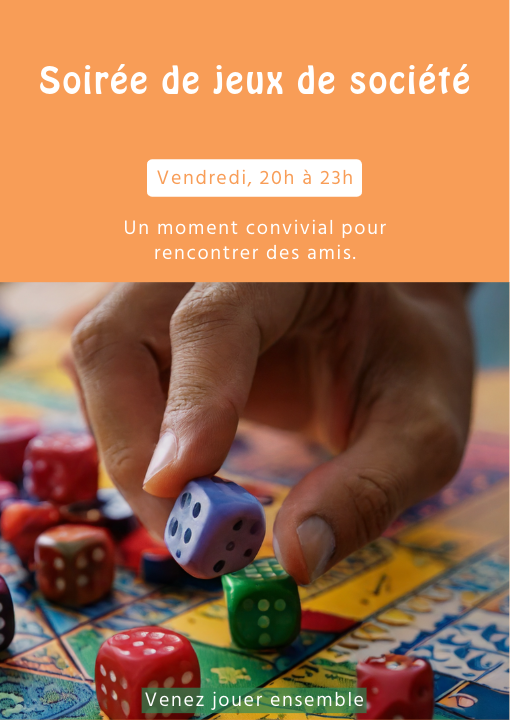 Soirée de jeux de société
Vendredi, 20h à 23h
Un moment convivial pour
rencontrer des amis.
Venez jouer ensemble